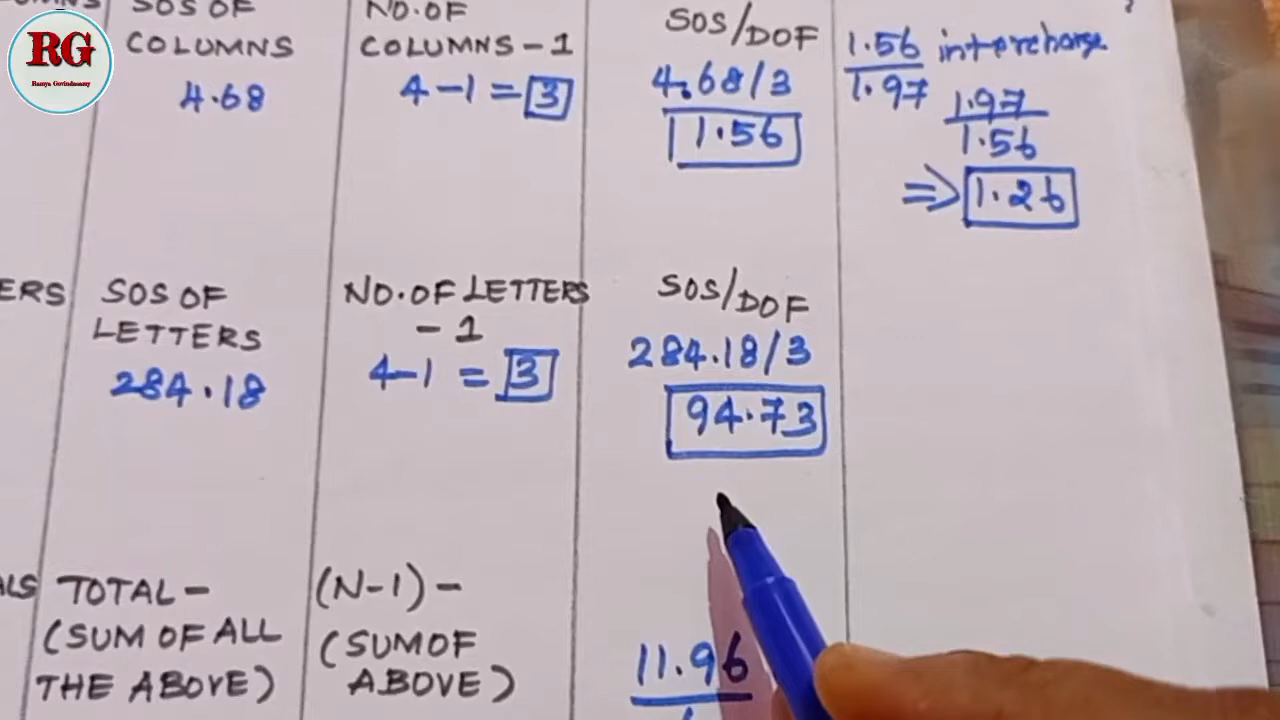 RG
Ramya Govindasamy
SOS OF
COLUMNS
4.68
NO. OF
COLUMNS - 1
4 - 1 = 3
SOS/DOF
4.68/3
1.56
1.56
1.97
interchange
1.97
1.56
⇒ 1.26
ERS
SOS OF
LETTERS
284.18
NO. OF LETTERS
- 1
4-1 = 3
SOS/DOF
284.18/3
94.73
ALS
TOTAL -
(SUM OF ALL
THE ABOVE)
(N-1) -
(SUM OF
ABOVE)
11.96